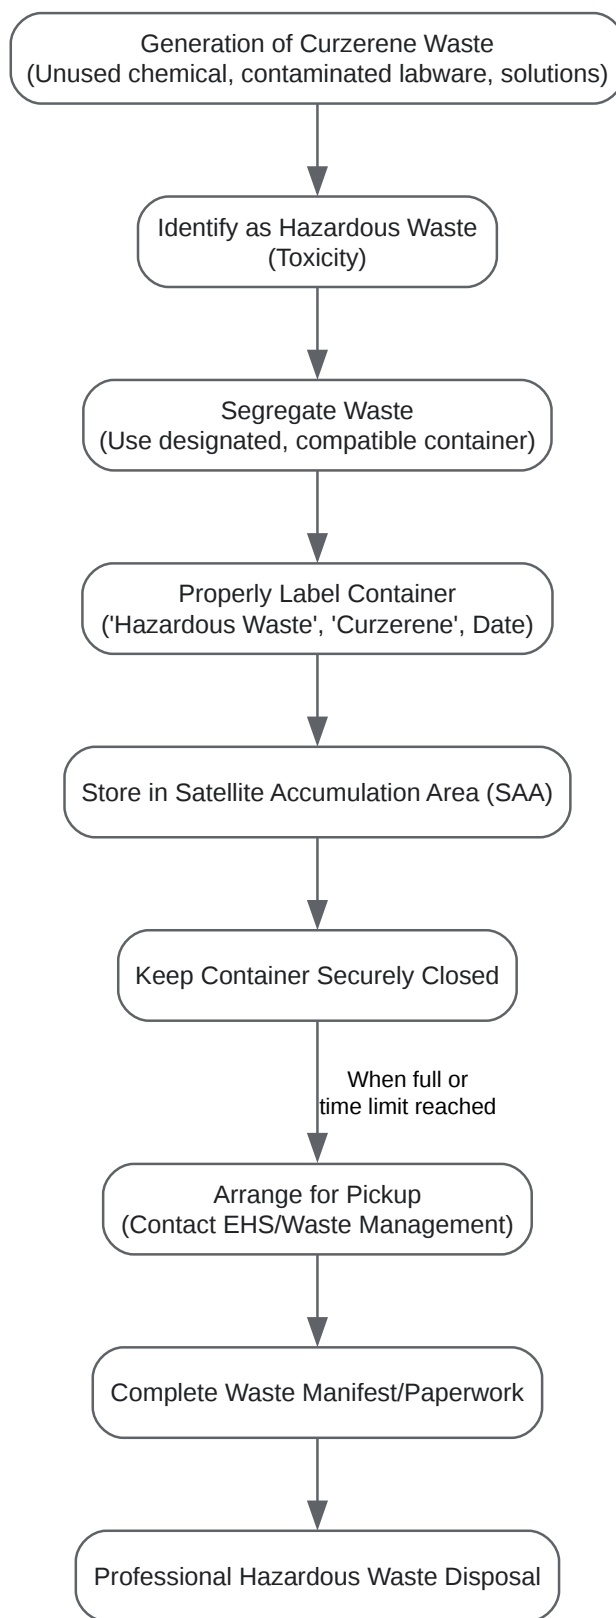 Generation of Curzerene Waste
(Unused chemical, contaminated labware, solutions)
Identify as Hazardous Waste
(Toxicity)
Segregate Waste
(Use designated, compatible container)
Properly Label Container
('Hazardous Waste', 'Curzerene', Date)
Store in Satellite Accumulation Area (SAA)
Keep Container Securely Closed
When full or
time limit reached
Arrange for Pickup
(Contact EHS/Waste Management)
Complete Waste Manifest/Paperwork
Professional Hazardous Waste Disposal